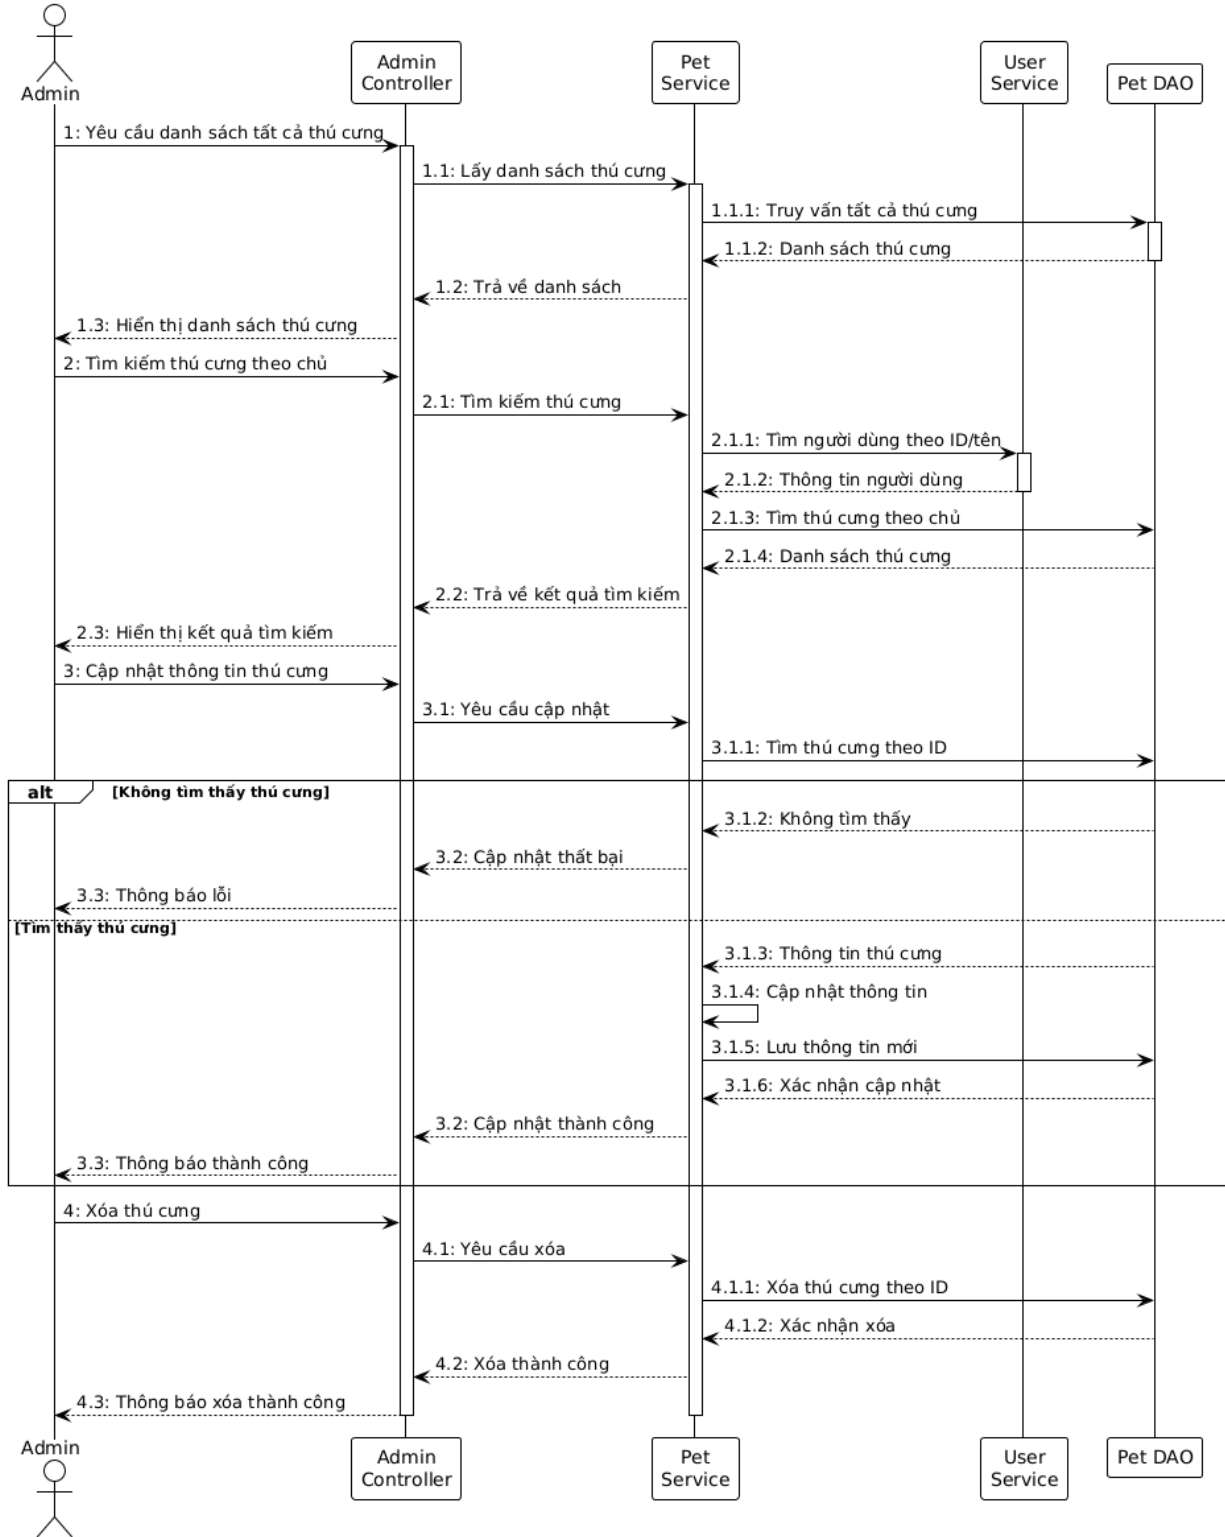 Admin
Admin
Controller
Pet
Service
User
Service
Pet DAO
1: Yêu cầu danh sách tất cả thú cưng
1.1: Lấy danh sách thú cưng
1.1.1: Truy vấn tất cả thú cưng
1.1.2: Danh sách thú cưng
1.2: Trả về danh sách
1.3: Hiển thị danh sách thú cưng
2: Tìm kiếm thú cưng theo chủ
2.1: Tìm kiếm thú cưng
2.1.1: Tìm người dùng theo ID/tên
2.1.2: Thông tin người dùng
2.1.3: Tìm thú cưng theo chủ
2.1.4: Danh sách thú cưng
2.2: Trả về kết quả tìm kiếm
2.3: Hiển thị kết quả tìm kiếm
3: Cập nhật thông tin thú cưng
3.1: Yêu cầu cập nhật
3.1.1: Tìm thú cưng theo ID
alt [Không tìm thấy thú cưng]
3.1.2: Không tìm thấy
3.2: Cập nhật thất bại
3.3: Thông báo lỗi
[Tìm thấy thú cưng]
3.1.3: Thông tin thú cưng
3.1.4: Cập nhật thông tin
3.1.5: Lưu thông tin mới
3.1.6: Xác nhận cập nhật
3.2: Cập nhật thành công
3.3: Thông báo thành công
4: Xóa thú cưng
4.1: Yêu cầu xóa
4.1.1: Xóa thú cưng theo ID
4.1.2: Xác nhận xóa
4.2: Xóa thành công
4.3: Thông báo xóa thành công
Admin
Admin
Controller
Pet
Service
User
Service
Pet DAO